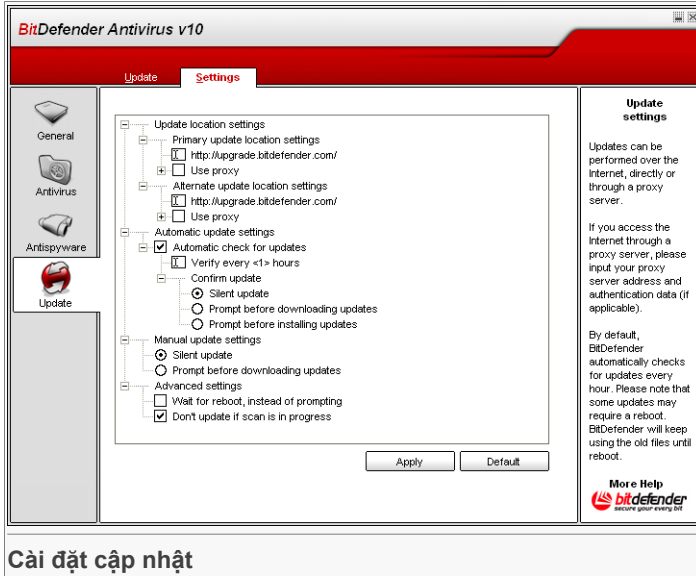 BitDefender Antivirus v10
Update
Settings
General
Antivirus
Antispyware
Update
Update location settings
Primary update location settings
http://upgrade.bitdefender.com/
Use proxy
Alternate update location settings
http://upgrade.bitdefender.com/
Use proxy
Automatic update settings
Automatic check for updates
Verify every <1> hours
Confirm update
Silent update
Prompt before downloading updates
Prompt before installing updates
Manual update settings
Silent update
Prompt before downloading updates
Advanced settings
Wait for reboot, instead of prompting
Don't update if scan is in progress
Apply
Default
Update
settings
Updates can be
performed over the
Internet, directly or
through a proxy
server.
If you access the
Internet through a
proxy server, please
input your proxy
server address and
authentication data (if
applicable).
By default,
BitDefender
automatically checks
for updates every
hour. Please note that
some updates may
require a reboot.
BitDefender will keep
using the old files until
reboot.
More Help
bitdefender
secure your every bit
Cài đặt cập nhật